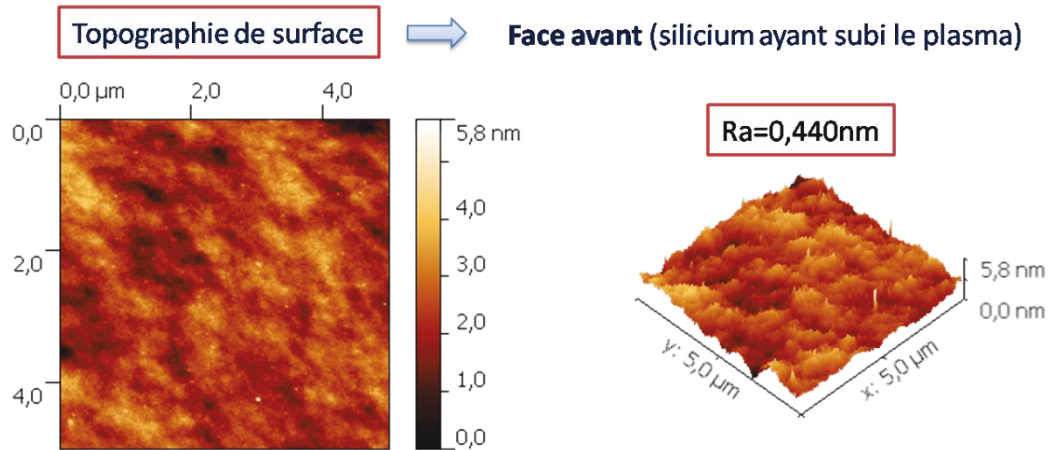 Topographie de surface
Face avant (silicium ayant subi le plasma)
0,0 µm 2,0 4,0
0,0
2,0
4,0
5,8 nm
4,0
3,0
2,0
1,0
0,0
Ra=0,440nm
5,8 nm
0,0 nm
y: 5,0 µm
x: 5,0 µm